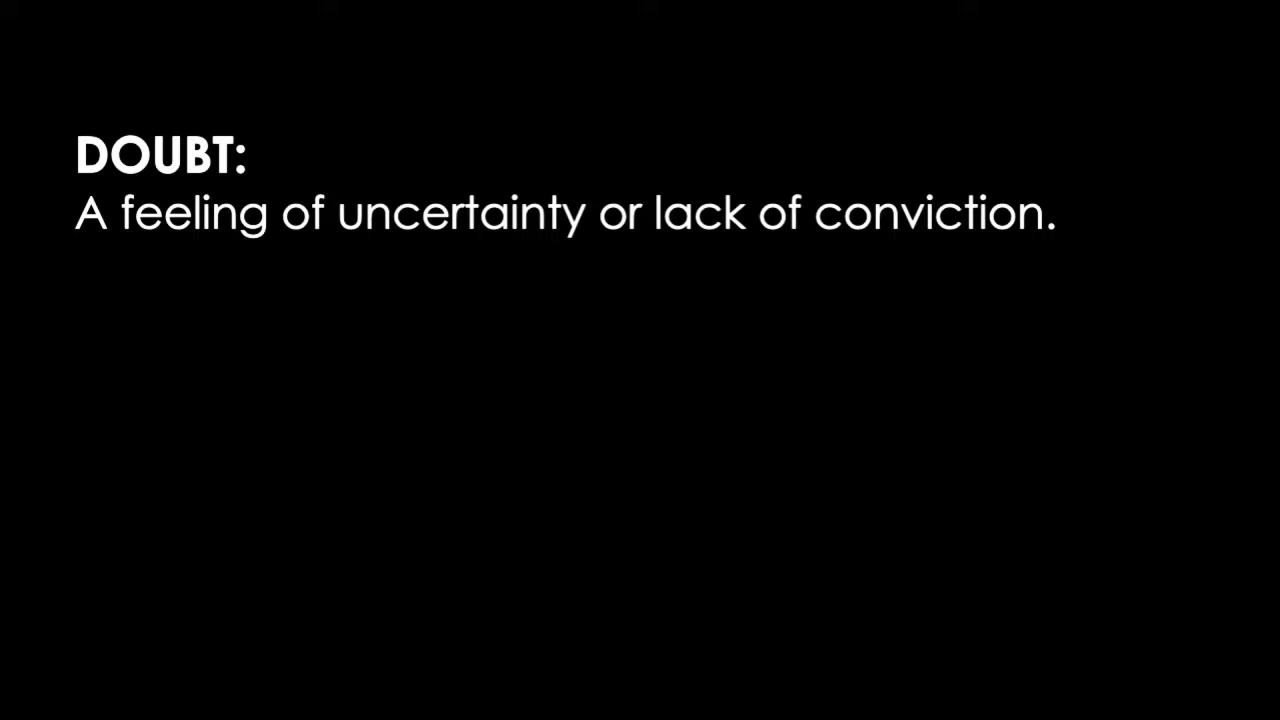 DOUBT:
A feeling of uncertainty or lack of conviction.